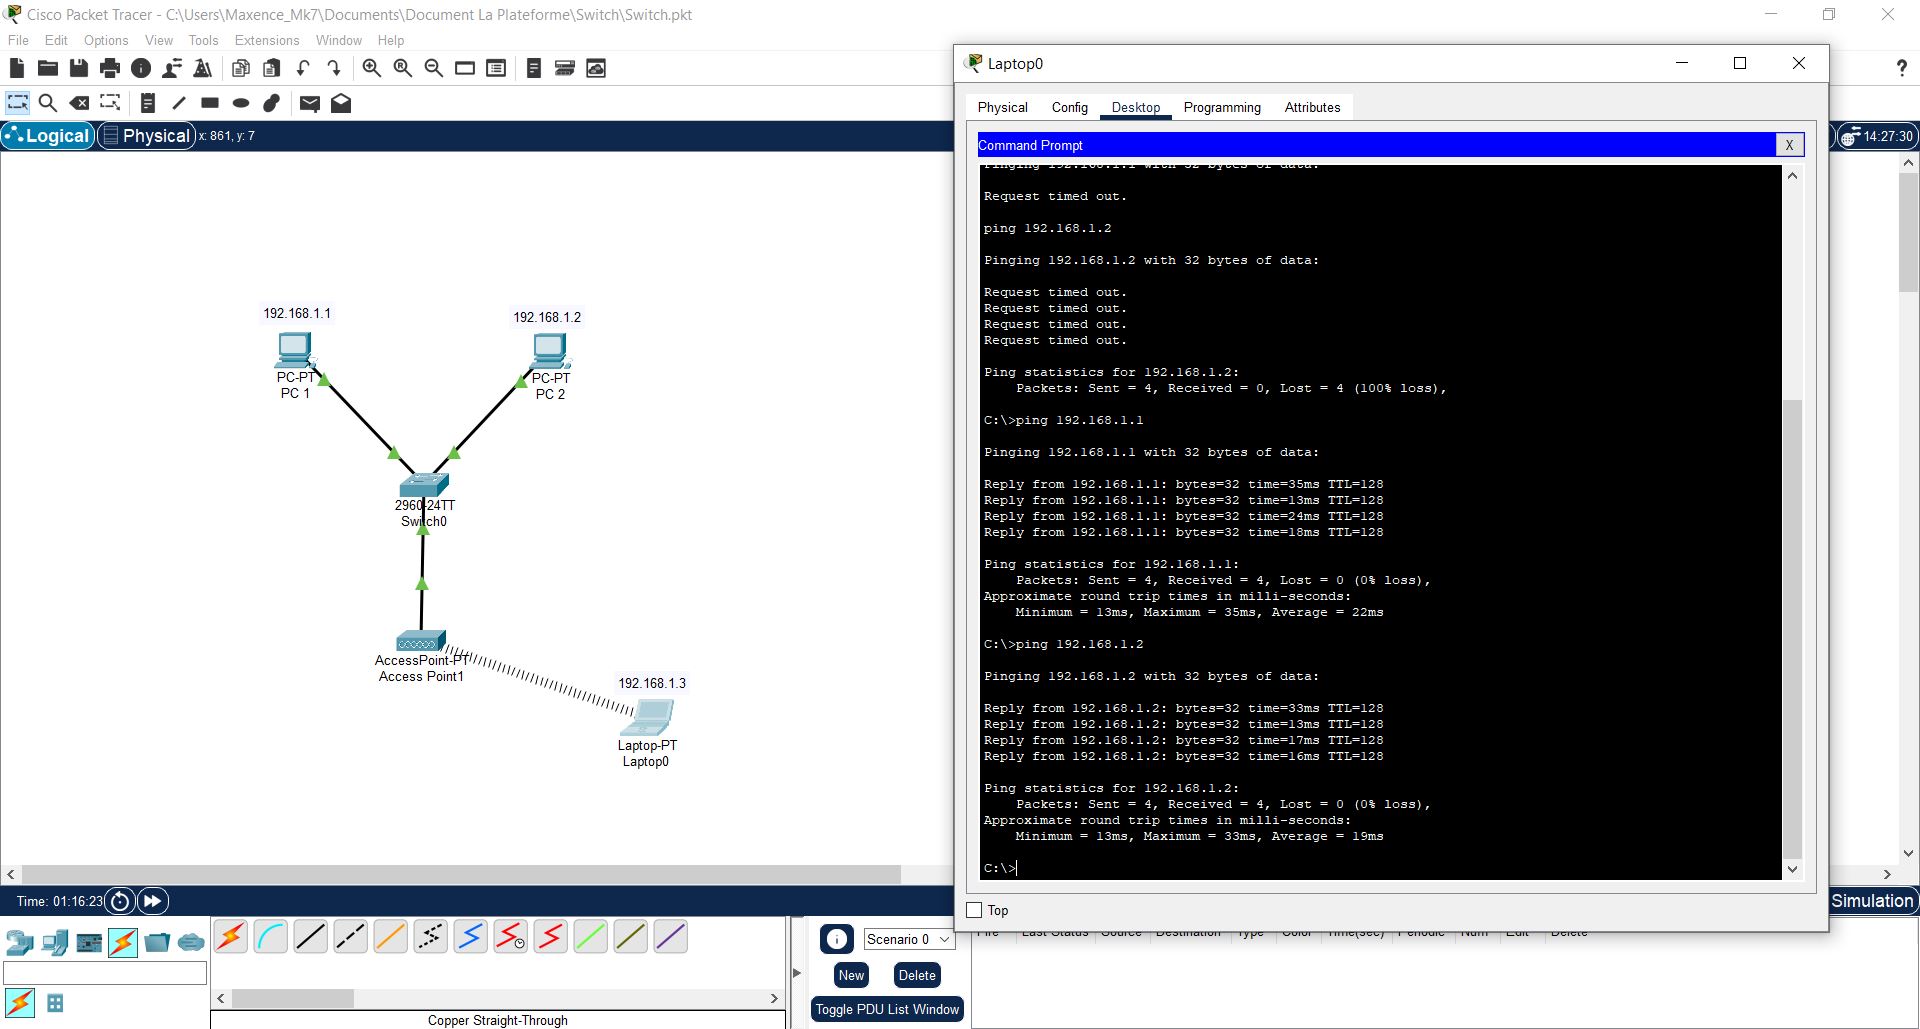 Cisco Packet Tracer - C:\Users\Maxence_Mk7\Documents\Document La Plateforme\Switch\Switch.pkt
File Edit Options View Tools Extensions Window Help
Logical Physical x: 861, y: 7
14:27:30
192.168.1.1
192.168.1.2
PC-PT
PC 1
PC-PT
PC 2
2960-24TT
Switch0
AccessPoint-PT
Access Point1
192.168.1.3
Laptop-PT
Laptop0
Laptop0
Physical Config Desktop Programming Attributes
Command Prompt
X
Pinging 192.168.1.1 with 32 bytes of data:
Request timed out.
ping 192.168.1.2
Pinging 192.168.1.2 with 32 bytes of data:
Request timed out.
Request timed out.
Request timed out.
Request timed out.
Ping statistics for 192.168.1.2:
Packets: Sent = 4, Received = 0, Lost = 4 (100% loss),
C:\>ping 192.168.1.1
Pinging 192.168.1.1 with 32 bytes of data:
Reply from 192.168.1.1: bytes=32 time=35ms TTL=128
Reply from 192.168.1.1: bytes=32 time=13ms TTL=128
Reply from 192.168.1.1: bytes=32 time=24ms TTL=128
Reply from 192.168.1.1: bytes=32 time=18ms TTL=128
Ping statistics for 192.168.1.1:
Packets: Sent = 4, Received = 4, Lost = 0 (0% loss),
Approximate round trip times in milli-seconds:
Minimum = 13ms, Maximum = 35ms, Average = 22ms
C:\>ping 192.168.1.2
Pinging 192.168.1.2 with 32 bytes of data:
Reply from 192.168.1.2: bytes=32 time=33ms TTL=128
Reply from 192.168.1.2: bytes=32 time=13ms TTL=128
Reply from 192.168.1.2: bytes=32 time=17ms TTL=128
Reply from 192.168.1.2: bytes=32 time=16ms TTL=128
Ping statistics for 192.168.1.2:
Packets: Sent = 4, Received = 4, Lost = 0 (0% loss),
Approximate round trip times in milli-seconds:
Minimum = 13ms, Maximum = 33ms, Average = 19ms
C:\>
Top
Time: 01:16:23
Simulation
Scenario 0
Fire Last Status Source Destination Type Color Time(sec) Periodic Num Edit Delete
New Delete
Toggle PDU List Window
Copper Straight-Through